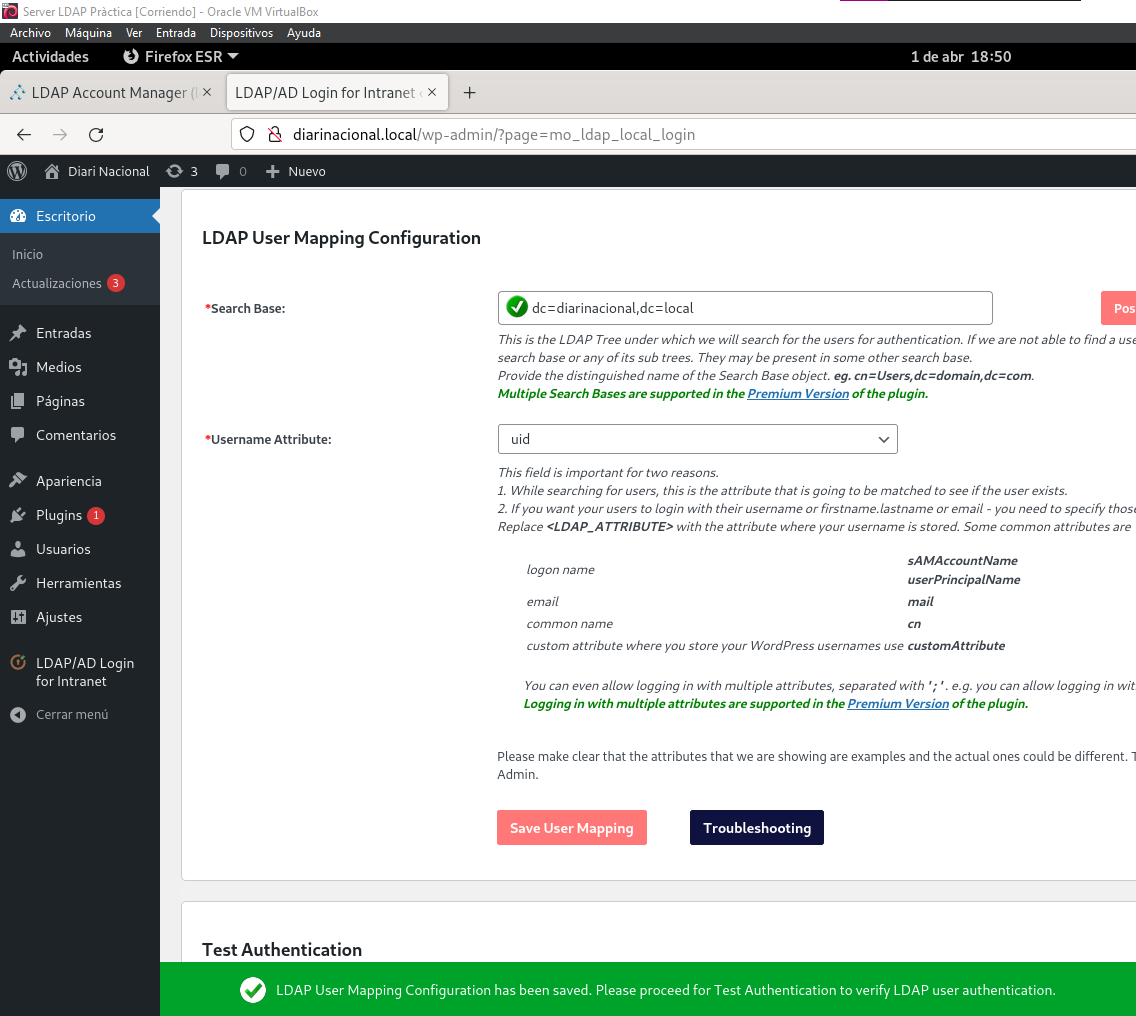 Server LDAP Pràctica [Corriendo] - Oracle VM VirtualBox
Archivo Máquina Ver Entrada Dispositivos Ayuda
Actividades Firefox ESR 1 de abr 18:50
LDAP Account Manager ( LDAP/AD Login for Intranet
diarinacional.local/wp-admin/?page=mo_ldap_local_login
Diari Nacional 3 0 Nuevo
Escritorio
Inicio
Actualizaciones 3
Entradas
Medios
Páginas
Comentarios
Apariencia
Plugins 1
Usuarios
Herramientas
Ajustes
LDAP/AD Login
for Intranet
Cerrar menú
LDAP User Mapping Configuration
*Search Base: dc=diarinacional,dc=local Pos
This is the LDAP Tree under which we will search for the users for authentication. If we are not able to find a use
search base or any of its sub trees. They may be present in some other search base.
Provide the distinguished name of the Search Base object. eg. cn=Users,dc=domain,dc=com.
Multiple Search Bases are supported in the Premium Version of the plugin.
*Username Attribute: uid
This field is important for two reasons.
1. While searching for users, this is the attribute that is going to be matched to see if the user exists.
2. If you want your users to login with their username or firstname.lastname or email - you need to specify those
Replace <LDAP_ATTRIBUTE> with the attribute where your username is stored. Some common attributes are
logon name sAMAccountName
userPrincipalName
email mail
common name cn
custom attribute where you store your WordPress usernames use customAttribute
You can even allow logging in with multiple attributes, separated with ';'. e.g. you can allow logging in wit
Logging in with multiple attributes are supported in the Premium Version of the plugin.
Please make clear that the attributes that we are showing are examples and the actual ones could be different. T
Admin.
Save User Mapping Troubleshooting
Test Authentication
LDAP User Mapping Configuration has been saved. Please proceed for Test Authentication to verify LDAP user authentication.